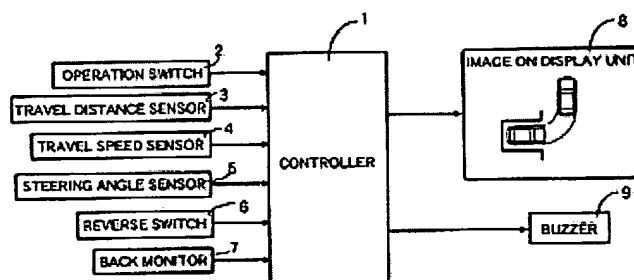 1
2
OPERATION SWITCH
3
TRAVEL DISTANCE SENSOR
4
TRAVEL SPEED SENSOR
5
STEERING ANGLE SENSOR
6
REVERSE SWITCH
7
BACK MONITOR
CONTROLLER
8
IMAGE ON DISPLAY UNIT
9
BUZZER